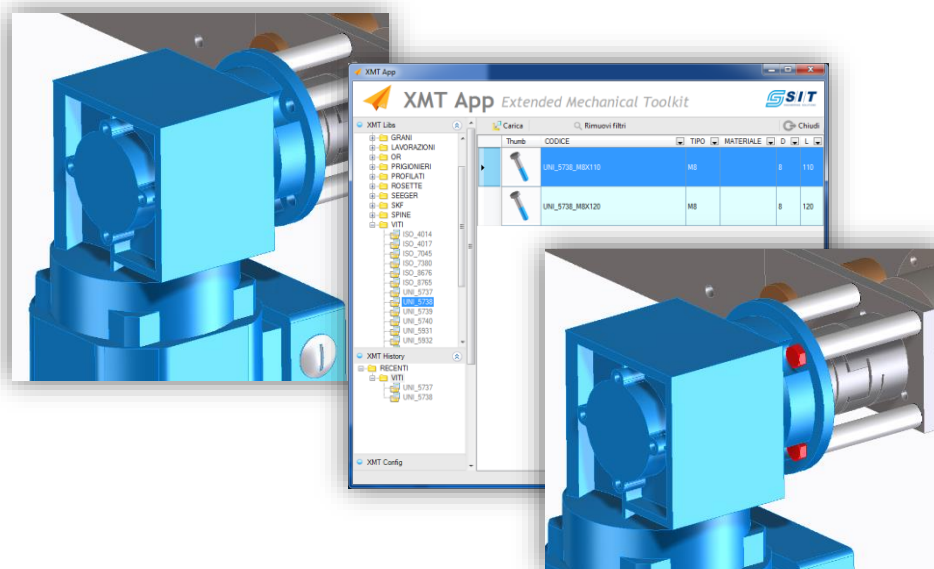 XMT App
XMT App Extended Mechanical Toolkit
SIT
XMT Libs
GRANI
LAVORAZIONI
OR
PRIGIONIERI
PROFILATI
ROSETTE
SEEGER
SKF
SPINE
VITI
ISO_4014
ISO_4017
ISO_7045
ISO_7380
ISO_8676
ISO_8765
UNI_5737
UNI_5738
UNI_5739
UNI_5740
UNI_5931
UNI_5932
XMT History
RECENTI
VITI
UNI_5737
UNI_5738
XMT Config
Carica Rimuovi filtri Chiudi
Thumb CODICE TIPO MATERIALE D L
UNI_5738_M8X110 M8 8 110
UNI_5738_M8X120 M8 8 120